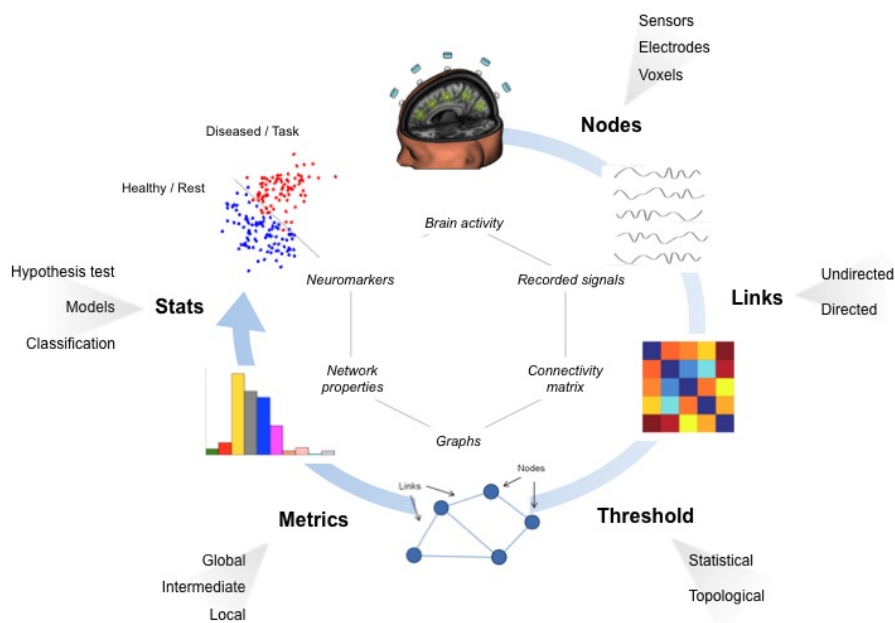 Sensors
Electrodes
Voxels
Nodes
Diseased / Task
Healthy / Rest
Brain activity
Neuromarkers
Recorded signals
Hypothesis test
Models
Classification
Stats
Links
Undirected
Directed
Network
properties
Connectivity
matrix
Graphs
Links
Nodes
Metrics
Threshold
Global
Intermediate
Local
Statistical
Topological